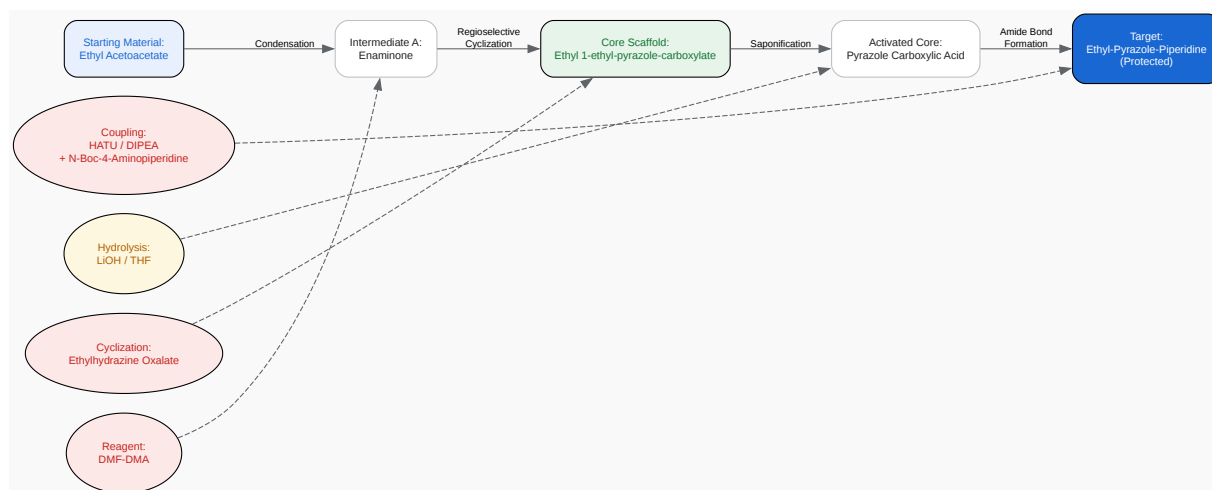 Starting Material:
Ethyl Acetoacetate
Condensation
Intermediate A:
Enaminone
Regioselective
Cyclization
Core Scaffold:
Ethyl 1-ethyl-pyrazole-carboxylate
Saponification
Activated Core:
Pyrazole Carboxylic Acid
Amide Bond
Formation
Target:
Ethyl-Pyrazole-Piperidine
(Protected)
Coupling:
HATU / DIPEA
+ N-Boc-4-Aminopiperidine
Hydrolysis:
LiOH / THF
Cyclization:
Ethylhydrazine Oxalate
Reagent:
DMF-DMA